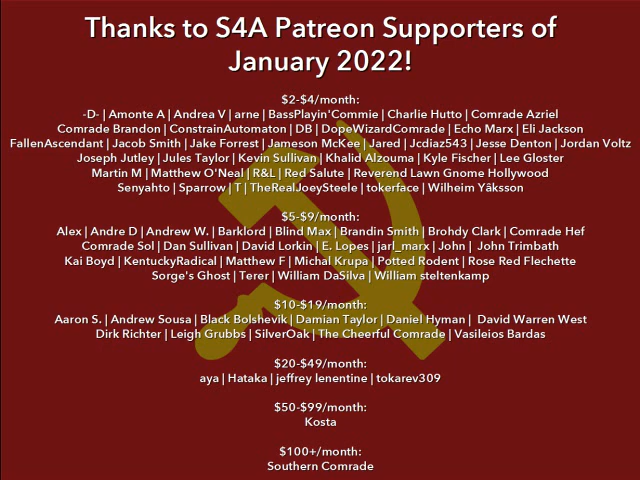 Thanks to S4A Patreon Supporters of
January 2022!
$2-$4/month:
-D- | Amonte A | Andrea V | arne | BassPlayin'Commie | Charlie Hutto | Comrade Azriel
Comrade Brandon | ConstrainAutomaton | DB | DopeWizardComrade | Echo Marx | Eli Jackson
FallenAscendant | Jacob Smith | Jake Forrest | Jameson McKee | Jared | Jcdiaz543 | Jesse Denton | Jordan Voltz
Joseph Jutley | Jules Taylor | Kevin Sullivan | Khalid Alzouma | Kyle Fischer | Lee Gloster
Martin M | Matthew O'Neal | R&L | Red Salute | Reverend Lawn Gnome Hollywood
Senyahto | Sparrow | T | TheRealJoeySteele | tokerface | Wilheim Yâksson
$5-$9/month:
Alex | Andre D | Andrew W. | Barklord | Blind Max | Brandin Smith | Brohdy Clark | Comrade Hef
Comrade Sol | Dan Sullivan | David Lorkin | E. Lopes | jarl_marx | John | John Trimbath
Kai Boyd | KentuckyRadical | Matthew F | Michal Krupa | Potted Rodent | Rose Red Flechette
Sorge's Ghost | Terer | William DaSilva | William steltenkamp
$10-$19/month:
Aaron S. | Andrew Sousa | Black Bolshevik | Damian Taylor | Daniel Hyman | David Warren West
Dirk Richter | Leigh Grubbs | SilverOak | The Cheerful Comrade | Vasileios Bardas
$20-$49/month:
aya | Hataka | jeffrey lenentine | tokarev309
$50-$99/month:
Kosta
$100+/month:
Southern Comrade